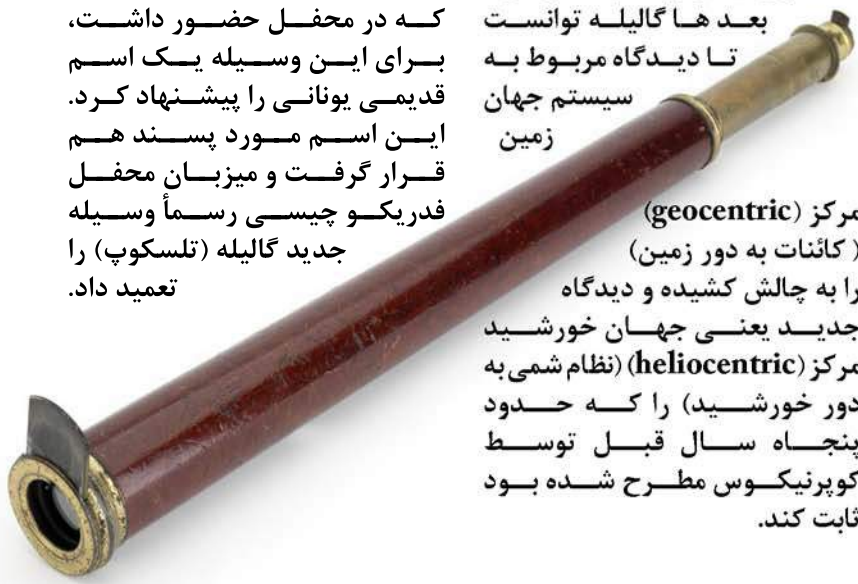 بعد ها گالیله توانست
تا دیدگاه مربوط به
سیستم جهان
زمین
مرکز (geocentric)
( کائنات به دور زمین)
را به چالش کشیده و دیدگاه
جدید یعنی جهان خورشید
مرکز (heliocentric) (نظام شمی به
دور خورشید) را که حدود
پنجاه سال قبل توسط
کوپرنیکوس مطرح شده بود
ثابت کند.
که در محفل حضور داشت،
برای این وسیله یک اسم
قدیمی یونانی را پیشنهاد کرد.
این اسم مورد پسند هم
قرار گرفت و میزبان محفل
فدریکو چیسی رسماً وسیله
جدید گالیله (تلسکوپ) را
تعمید داد.